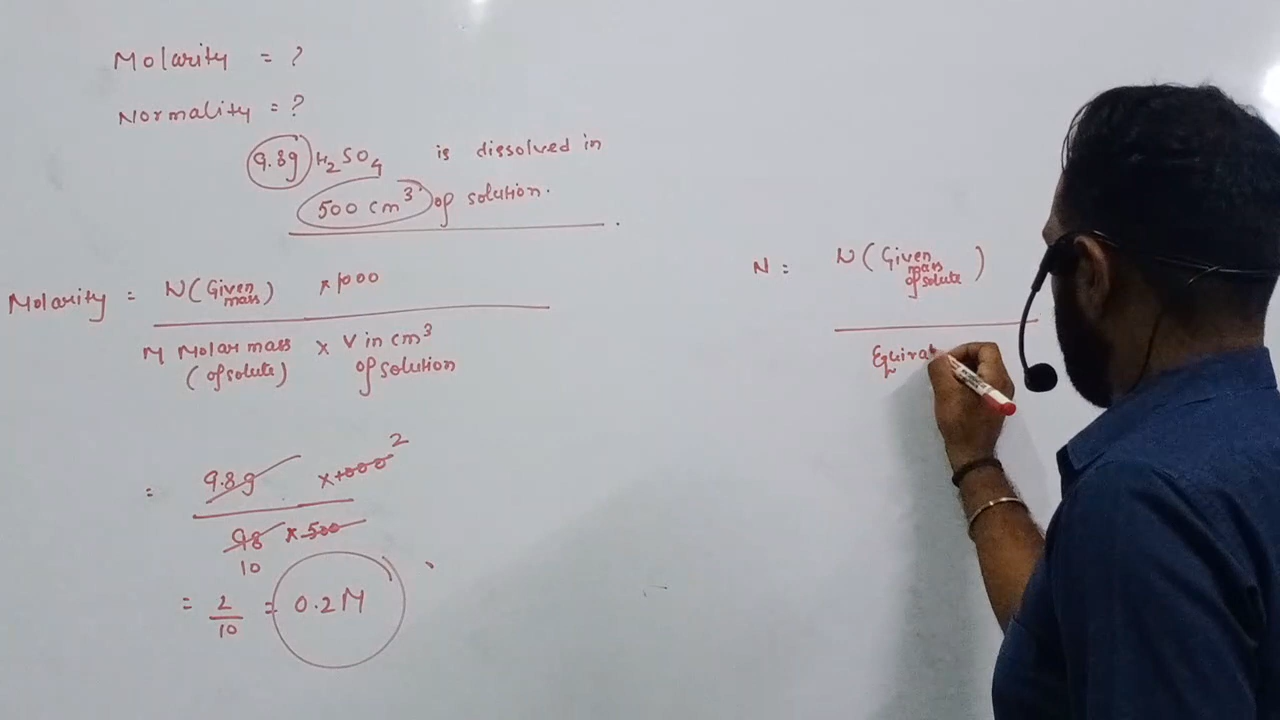 Molarity = ?
Normality = ?
9.8g H₂SO₄ is dissolved in
500 cm³ of solution.
Molarity = W (Given mass) × 1000
M Molar mass (of solute) × V in cm³ of solution
= 9.8g × 1000 2
98 × 500
10
= 2/10 = 0.2M
N = W (Given mass of solute)
Equival